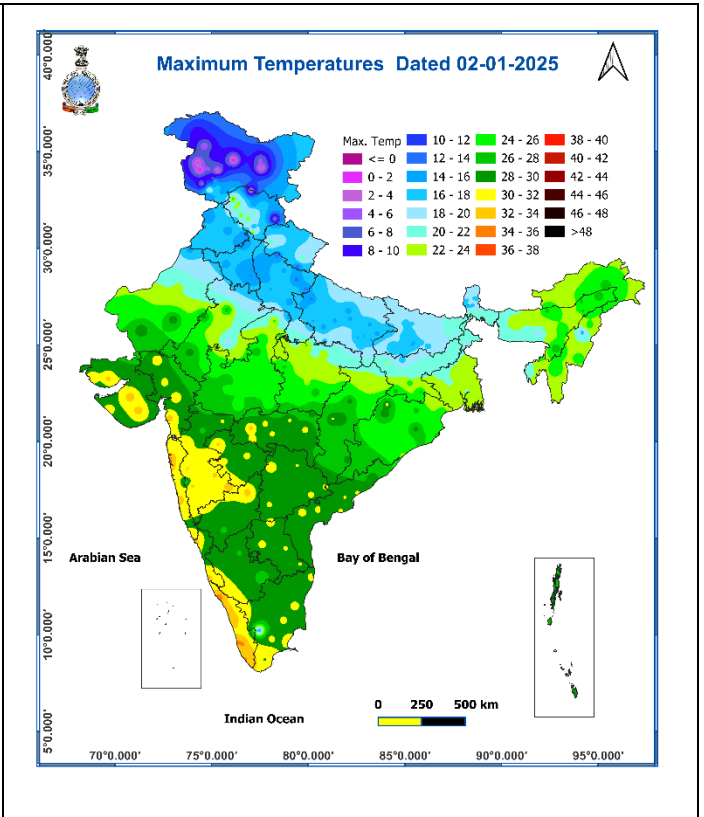 Maximum Temperatures Dated 02-01-2025
Max. Temp
<= 0
0 - 2
2 - 4
4 - 6
6 - 8
8 - 10
10 - 12
12 - 14
14 - 16
16 - 18
18 - 20
20 - 22
22 - 24
24 - 26
26 - 28
28 - 30
30 - 32
32 - 34
34 - 36
36 - 38
38 - 40
40 - 42
42 - 44
44 - 46
46 - 48
>48
40°0.000'
35°0.000'
30°0.000'
25°0.000'
20°0.000'
15°0.000'
10°0.000'
5°0.000'
Arabian Sea
Bay of Bengal
Indian Ocean
0 250 500 km
70°0.000' 75°0.000' 80°0.000' 85°0.000' 90°0.000' 95°0.000'